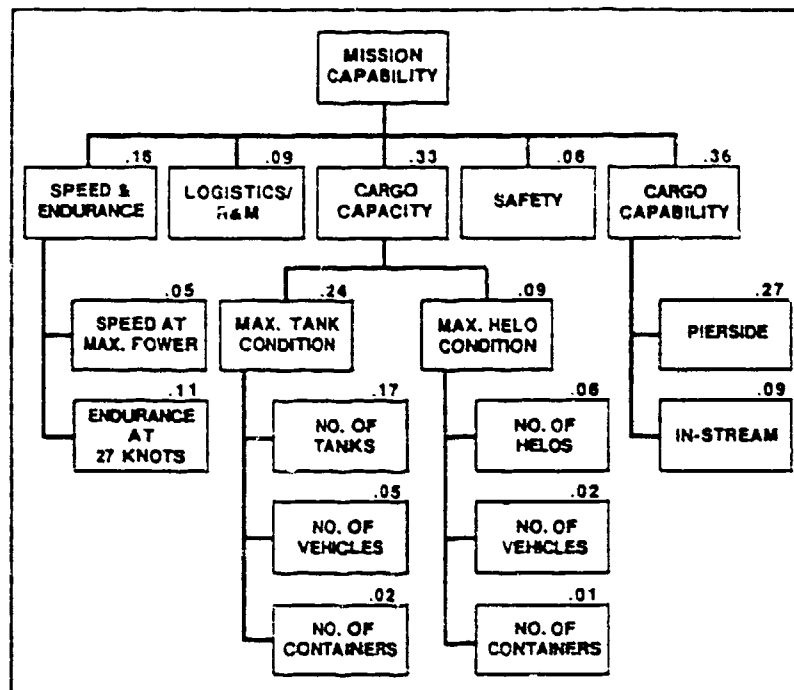 MISSION
CAPABILITY
.16
SPEED &
ENDURANCE
.09
LOGISTICS/
R&M
.33
CARGO
CAPACITY
.06
SAFETY
.36
CARGO
CAPABILITY
.05
SPEED AT
MAX. FOWER
.11
ENDURANCE
AT
27 KNOTS
.24
MAX. TANK
CONDITION
.17
NO. OF
TANKS
.05
NO. OF
VEHICLES
.02
NO. OF
CONTAINERS
.09
MAX. HELO
CONDITION
.06
NO. OF
HELOS
.02
NO. OF
VEHICLES
.01
NO. OF
CONTAINERS
.27
PIERSIDE
.09
IN-STREAM